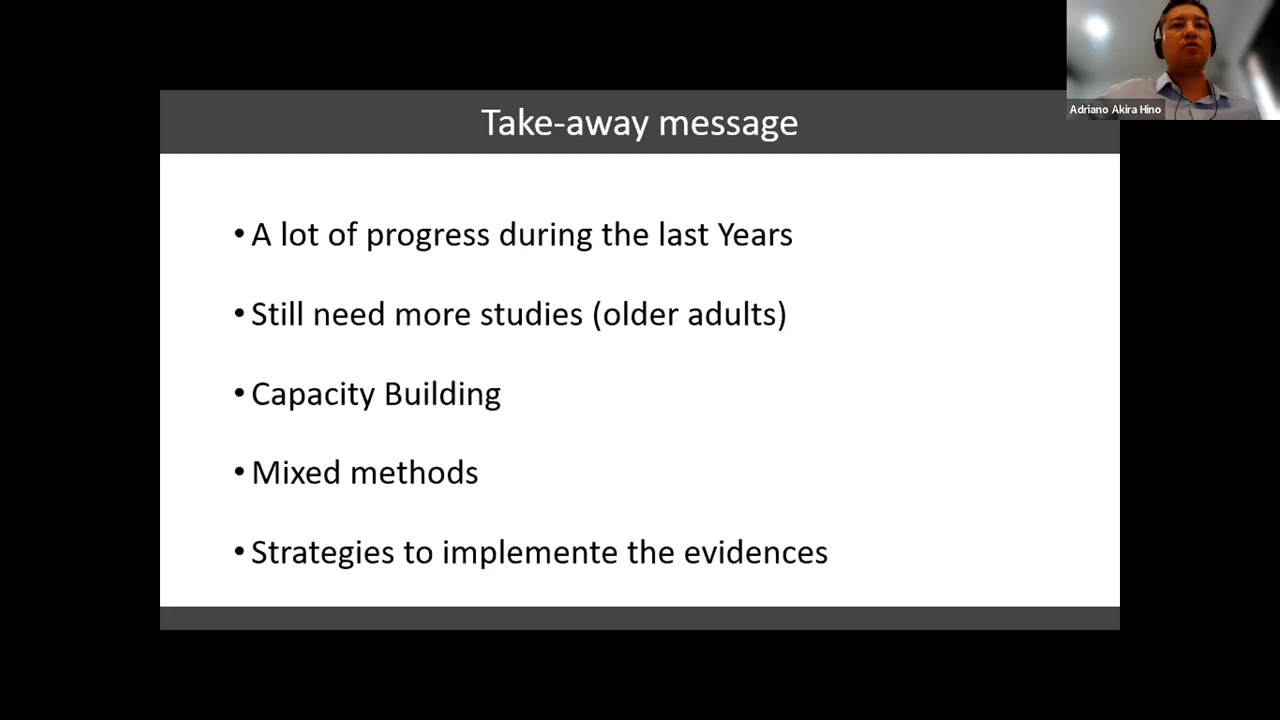 Adriano Akira Hino
Take-away message
• A lot of progress during the last Years
• Still need more studies (older adults)
• Capacity Building
• Mixed methods
• Strategies to implemente the evidences